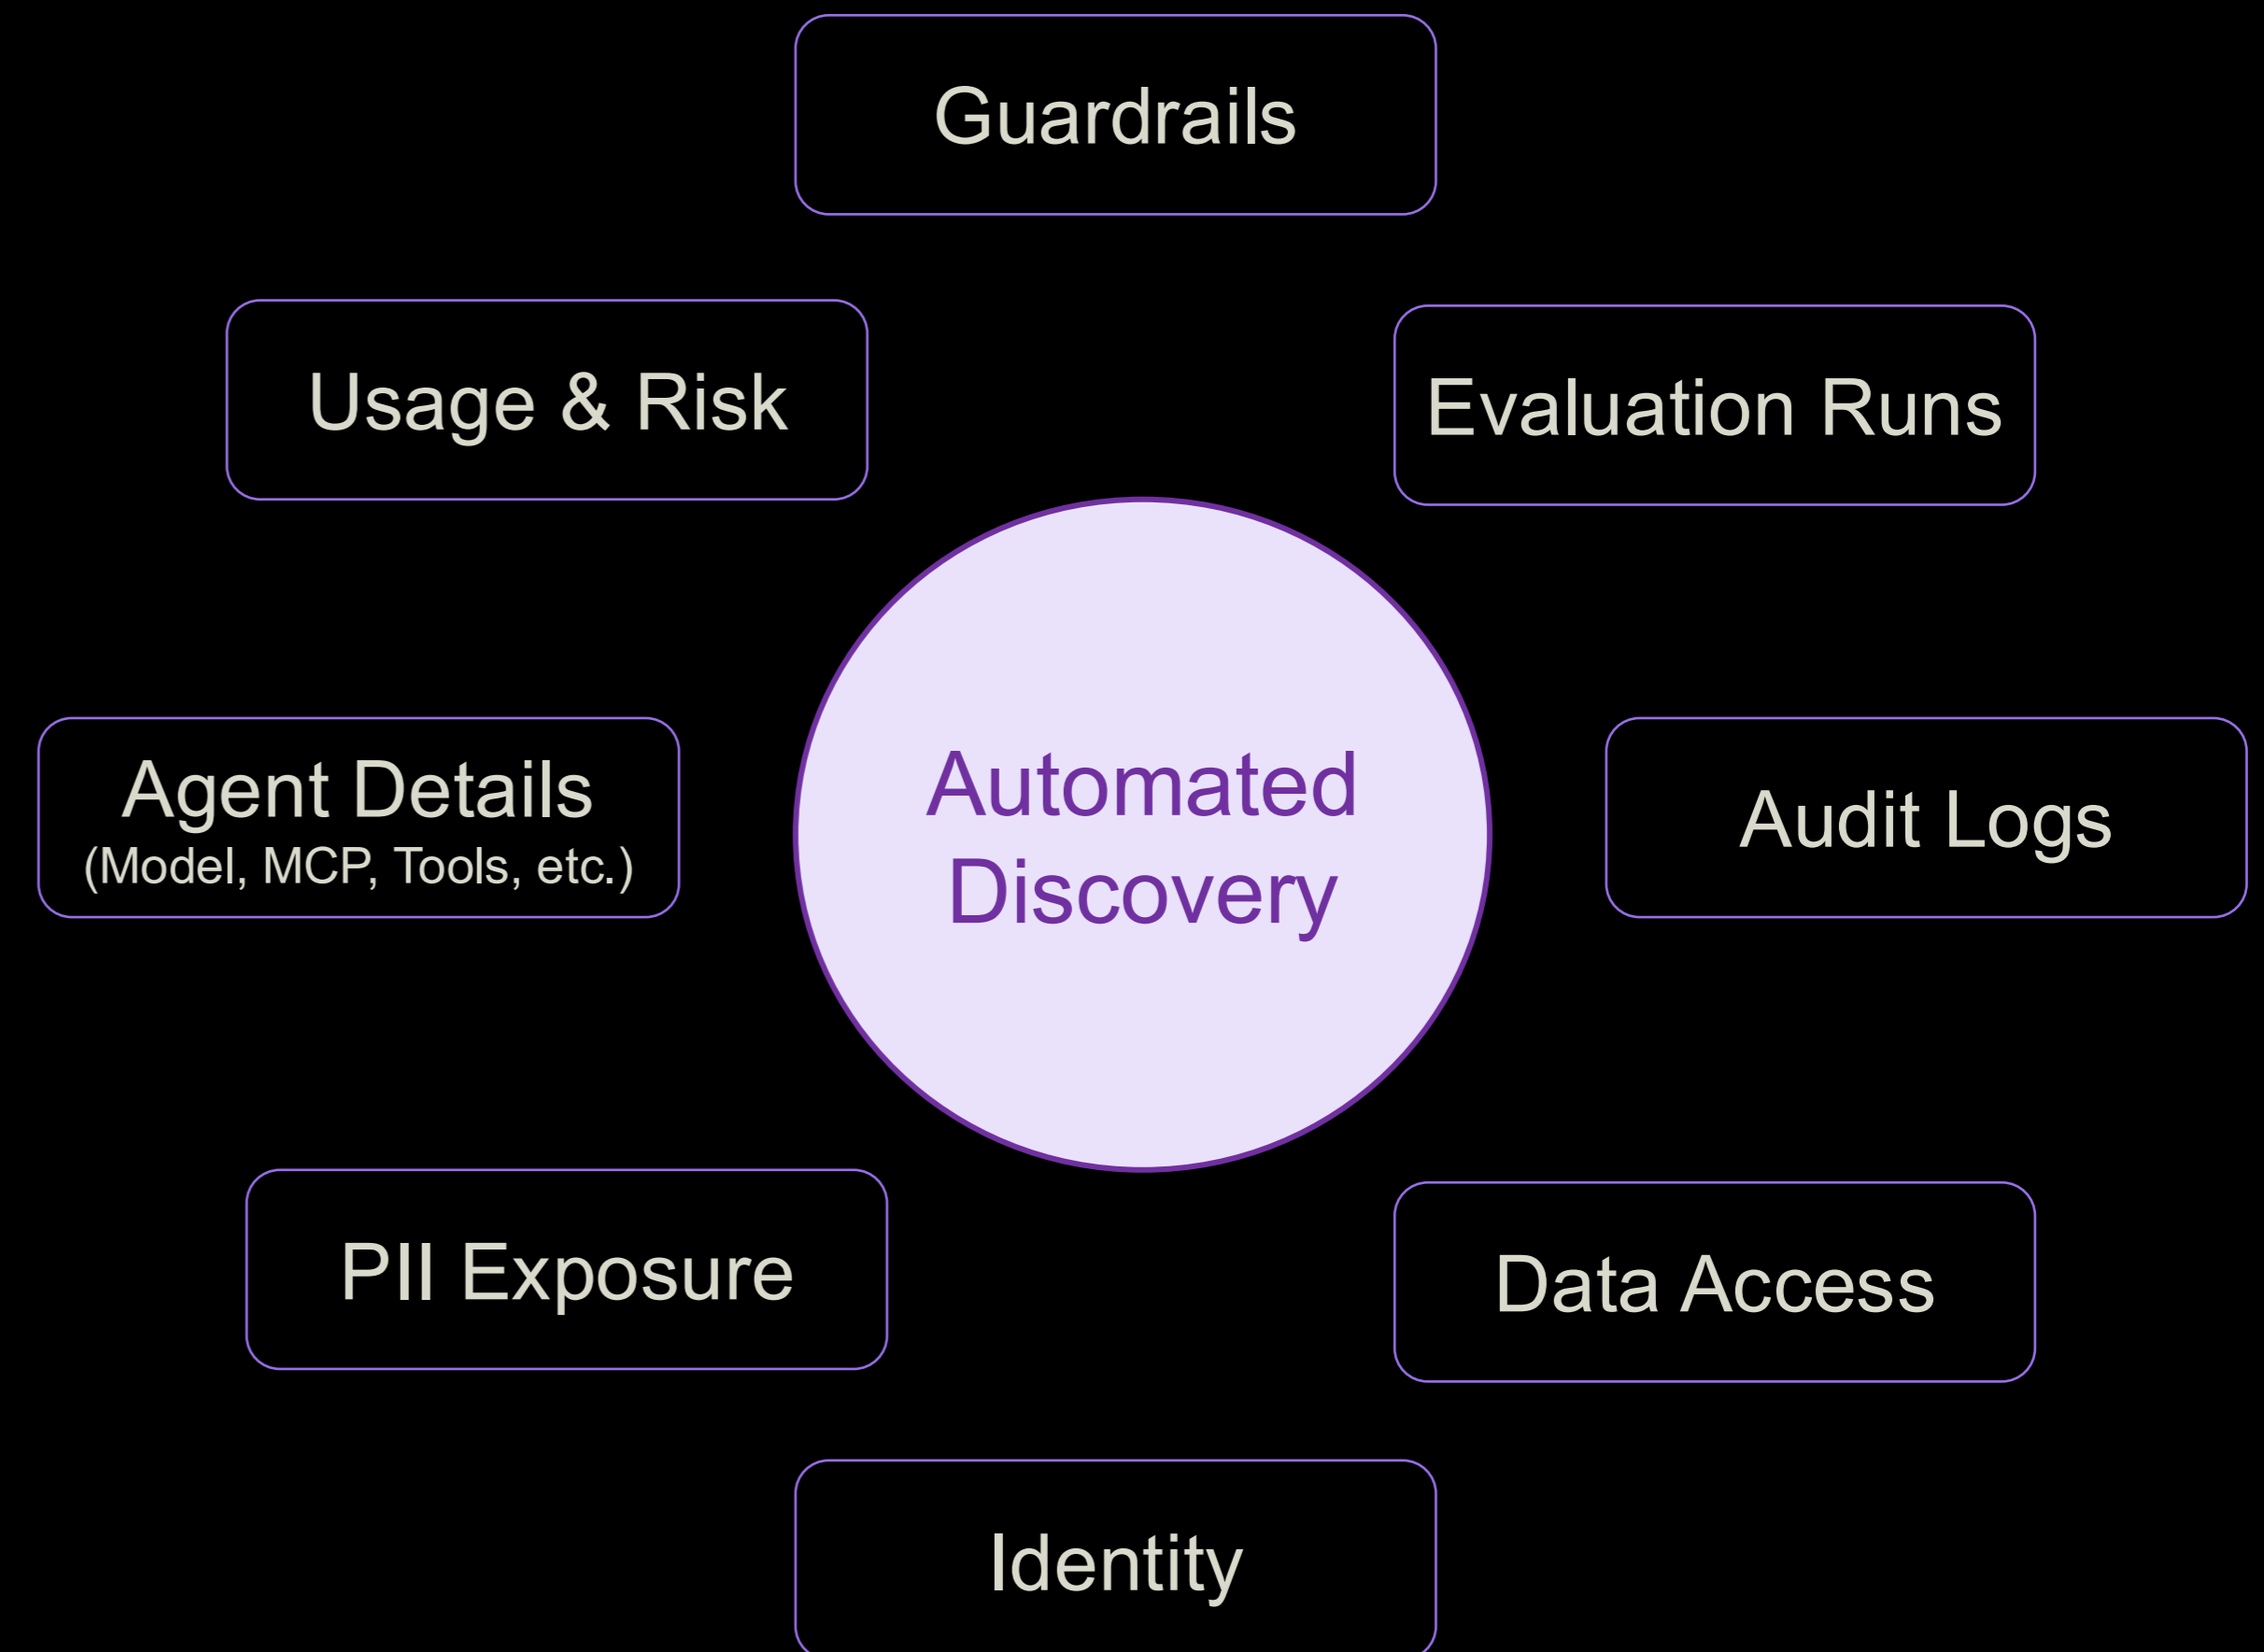 Guardrails
Usage & Risk
Evaluation Runs
Agent Details
(Model, MCP, Tools, etc.)
Automated
Discovery
Audit Logs
PII Exposure
Data Access
Identity